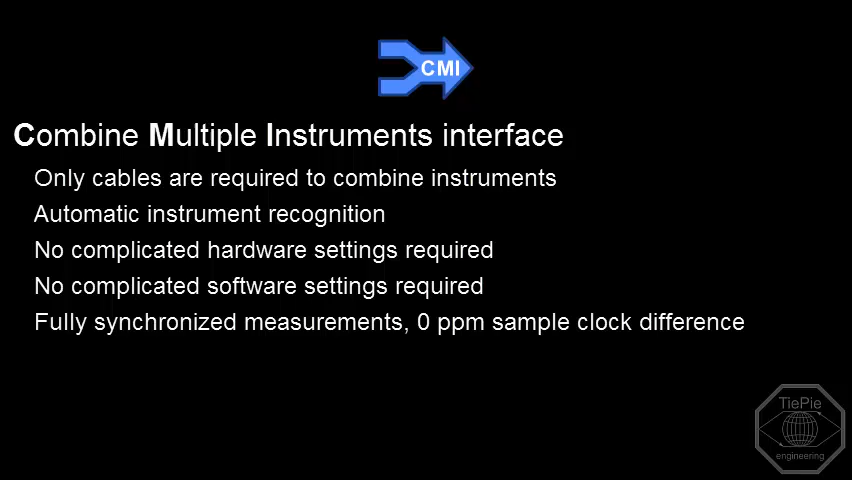 CMI
Combine Multiple Instruments interface
Only cables are required to combine instruments
Automatic instrument recognition
No complicated hardware settings required
No complicated software settings required
Fully synchronized measurements, 0 ppm sample clock difference
TiePie
engineering